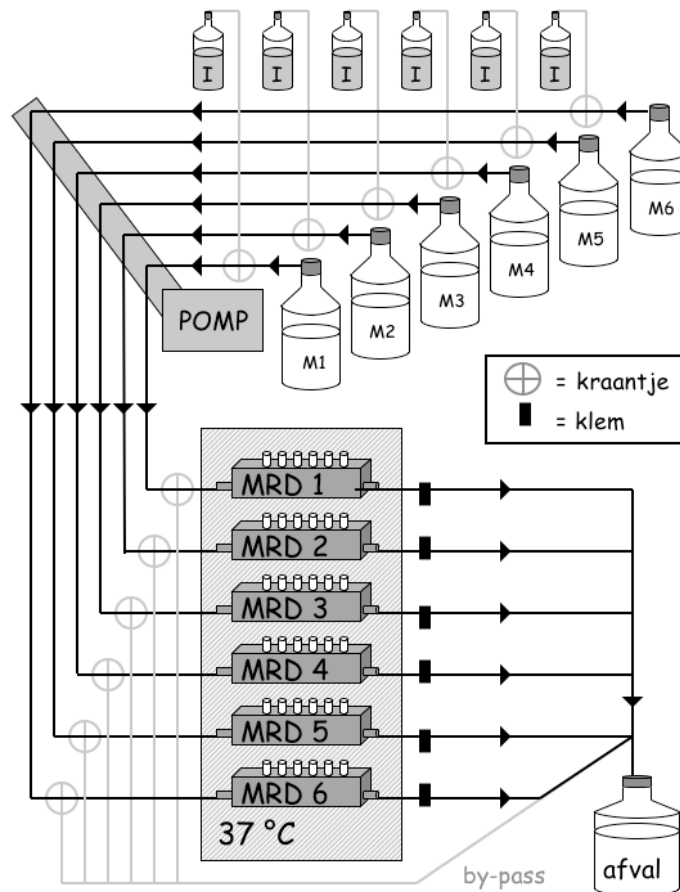 I I I I I I
M6
M5
M4
M3
M2
M1
POMP
= kraantje
= klem
MRD 1
MRD 2
MRD 3
MRD 4
MRD 5
MRD 6
37 °C
by-pass
afval